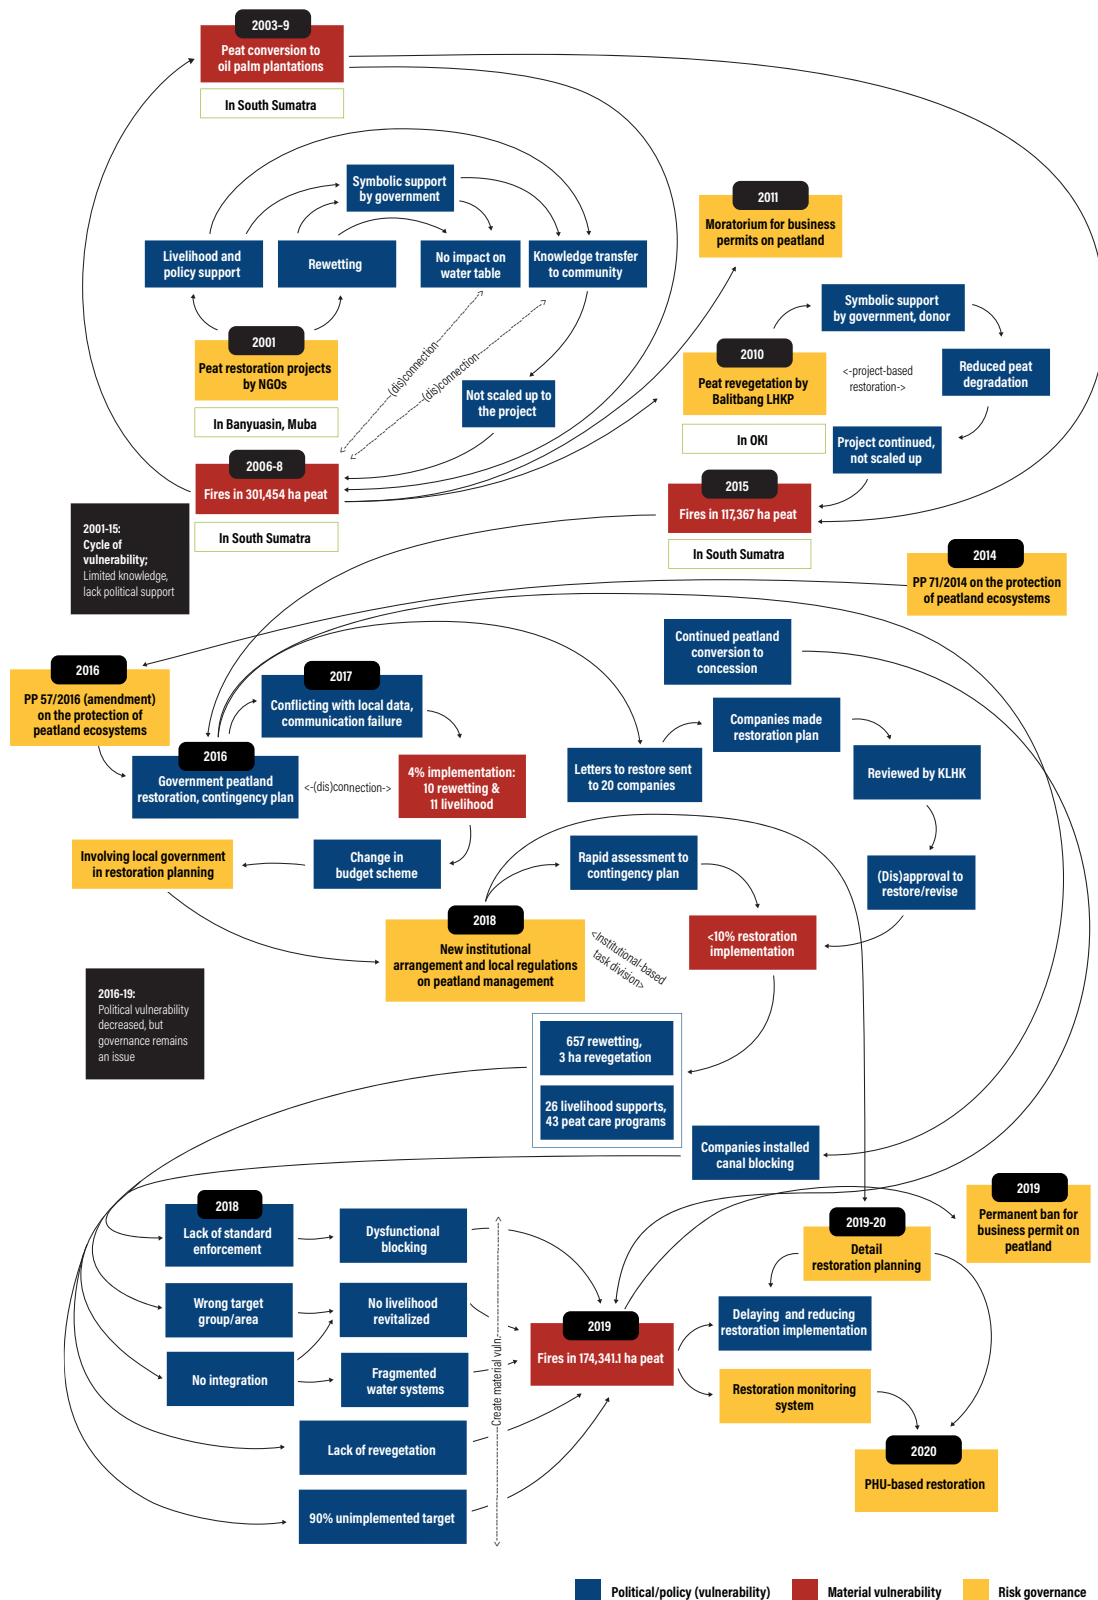 2003-9
Peat conversion to
oil palm plantations
In South Sumatra
Symbolic support
by government
Livelihood and
policy support
Rewetting
No impact on
water table
Knowledge transfer
to community
2011
Moratorium for business
permits on peatland
Symbolic support
by government, donor
2001
Peat restoration projects
by NGOs
In Banyuasin, Muba
(dis)connection
(dis)connection
Not scaled up to
the project
2010
Peat revegetation by
Balitbang LHKP
In OKI
<-project-based
restoration->
Reduced peat
degradation
Project continued,
not scaled up
2006-8
Fires in 301,454 ha peat
In South Sumatra
2015
Fires in 117,367 ha peat
In South Sumatra
2001-15:
Cycle of
vulnerability;
Limited knowledge,
lack political support
2014
PP 71/2014 on the protection
of peatland ecosystems
2016
PP 57/2016 (amendment)
on the protection of
peatland ecosystems
2017
Conflicting with local data,
communication failure
Continued peatland
conversion to
concession
Companies made
restoration plan
2016
Government peatland
restoration, contingency plan
<-(dis)connection->
4% implementation:
10 rewetting &
11 livelihood
Letters to restore sent
to 20 companies
Reviewed by KLHK
Involving local government
in restoration planning
Change in
budget scheme
Rapid assessment to
contingency plan
(Dis)approval to
restore/revise
2018
New institutional
arrangement and local regulations
on peatland management
<Institutional-based
task division>
<10% restoration
implementation
2016-19:
Political vulnerability
decreased, but
governance remains
an issue
657 rewetting,
3 ha revegetation
26 livelihood supports,
43 peat care programs
Companies installed
canal blocking
2018
Lack of standard
enforcement
Dysfunctional
blocking
2019
Permanent ban for
business permit on
peatland
2019-20
Detail
restoration planning
Wrong target
group/area
No livelihood
revitalized
Create material vuln.
2019
Fires in 174,341.1 ha peat
Delaying and reducing
restoration implementation
No integration
Fragmented
water systems
Restoration monitoring
system
Lack of revegetation
2020
PHU-based restoration
90% unimplemented target
Political/policy (vulnerability)
Material vulnerability
Risk governance